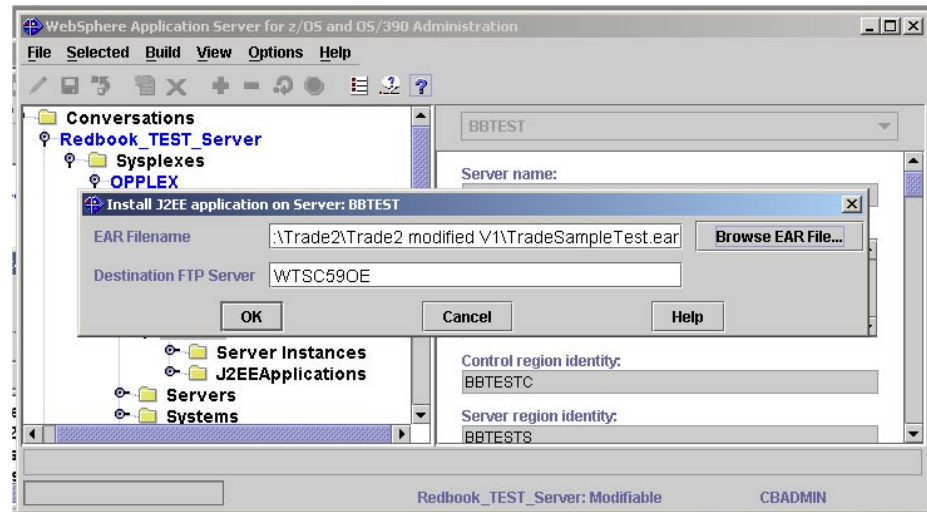 WebSphere Application Server for z/OS and OS/390 Administration
File Selected Build View Options Help
Conversations
Redbook_TEST_Server
Sysplexes
OPPLEX
BBTEST
Server name:
Install J2EE application on Server: BBTEST
EAR Filename
:\Trade2\Trade2 modified V1\TradeSampleTest.ear
Browse EAR File...
Destination FTP Server
WTSC59OE
OK
Cancel
Help
Server Instances
J2EEApplications
Servers
Systems
Control region identity:
BBTESTC
Server region identity:
BBTESTS
Redbook_TEST_Server: Modifiable
CBADMIN